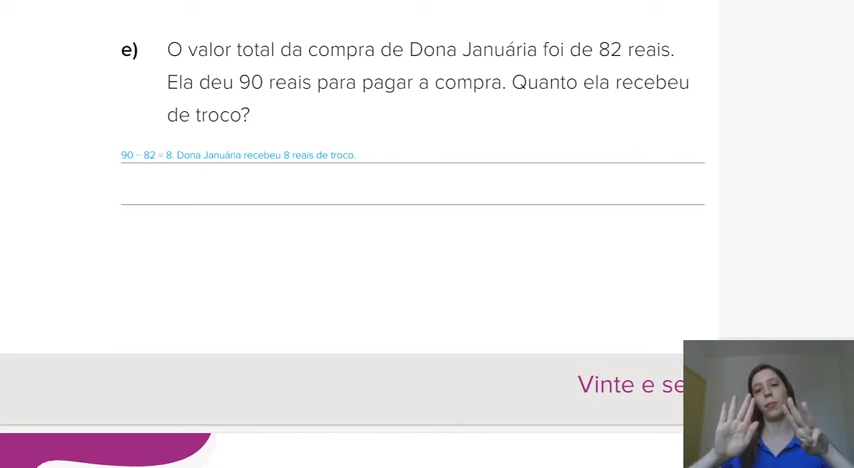 e) O valor total da compra de Dona Januária foi de 82 reais.
Ela deu 90 reais para pagar a compra. Quanto ela recebeu
de troco?
90 – 82 = 8. Dona Januária recebeu 8 reais de troco.
Vinte e se